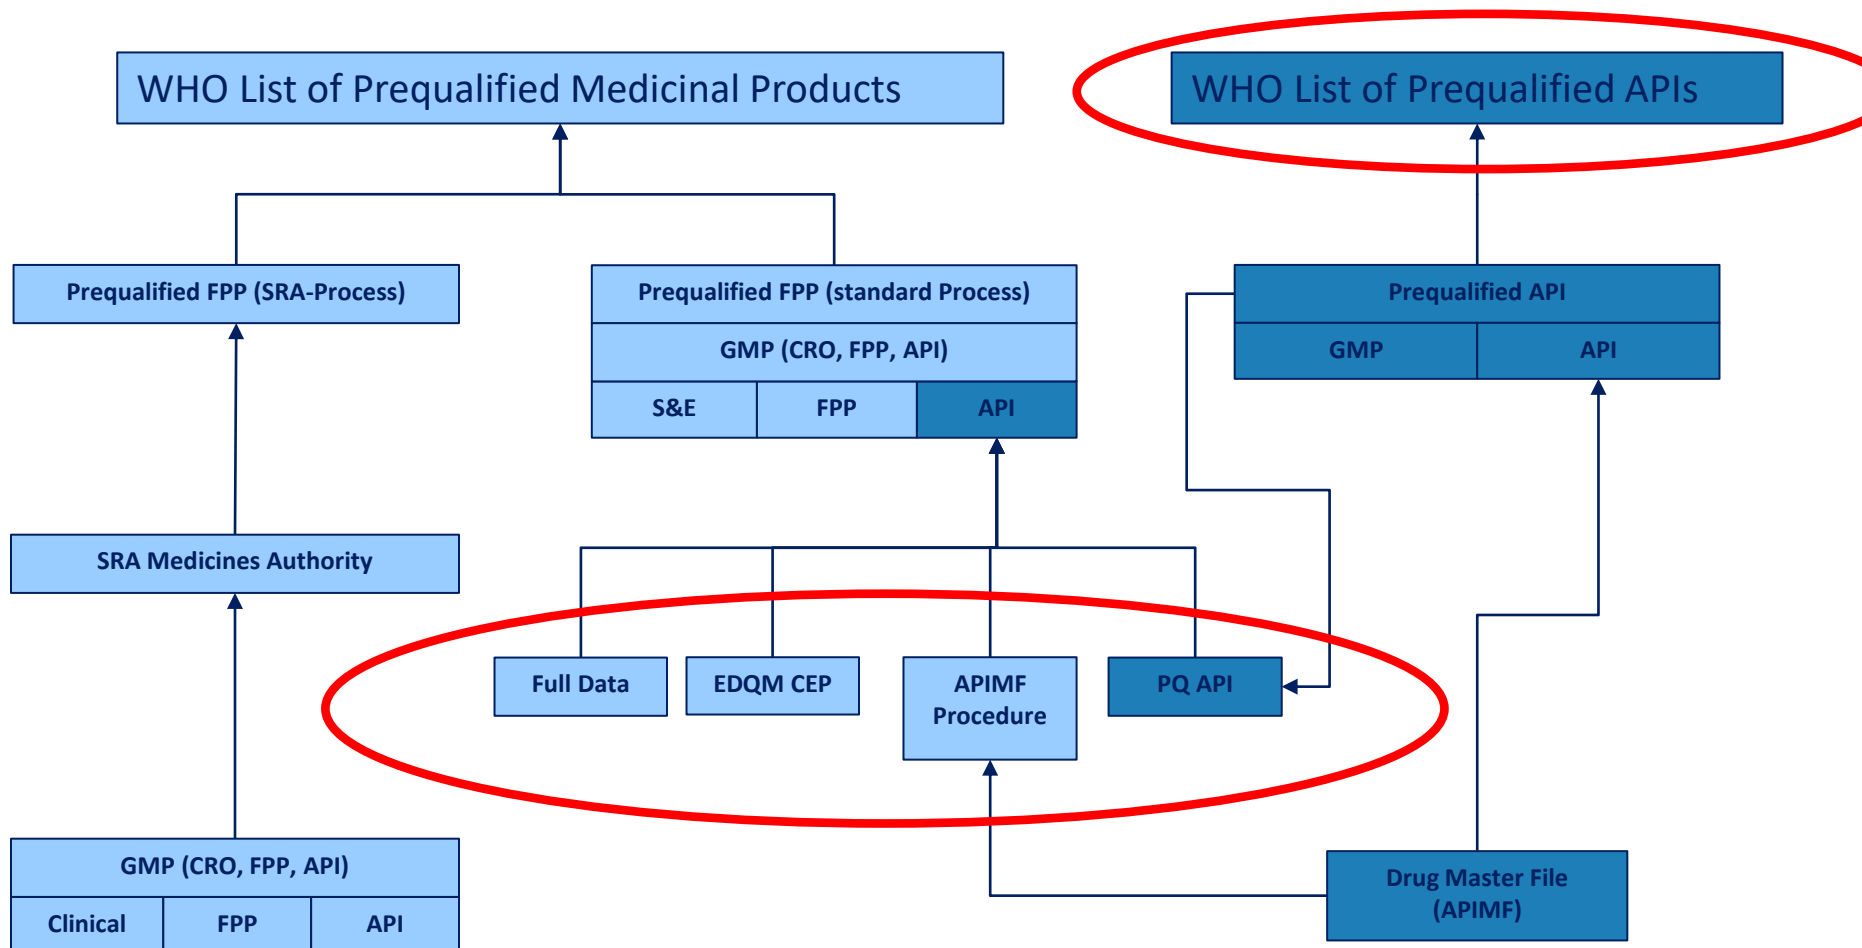 WHO List of Prequalified Medicinal Products
WHO List of Prequalified APIs
Prequalified FPP (SRA-Process)
Prequalified FPP (standard Process)
GMP (CRO, FPP, API)
S&E
FPP
API
Prequalified API
GMP
API
SRA Medicines Authority
Full Data
EDQM CEP
APIMF
Procedure
PQ API
GMP (CRO, FPP, API)
Clinical
FPP
API
Drug Master File
(APIMF)